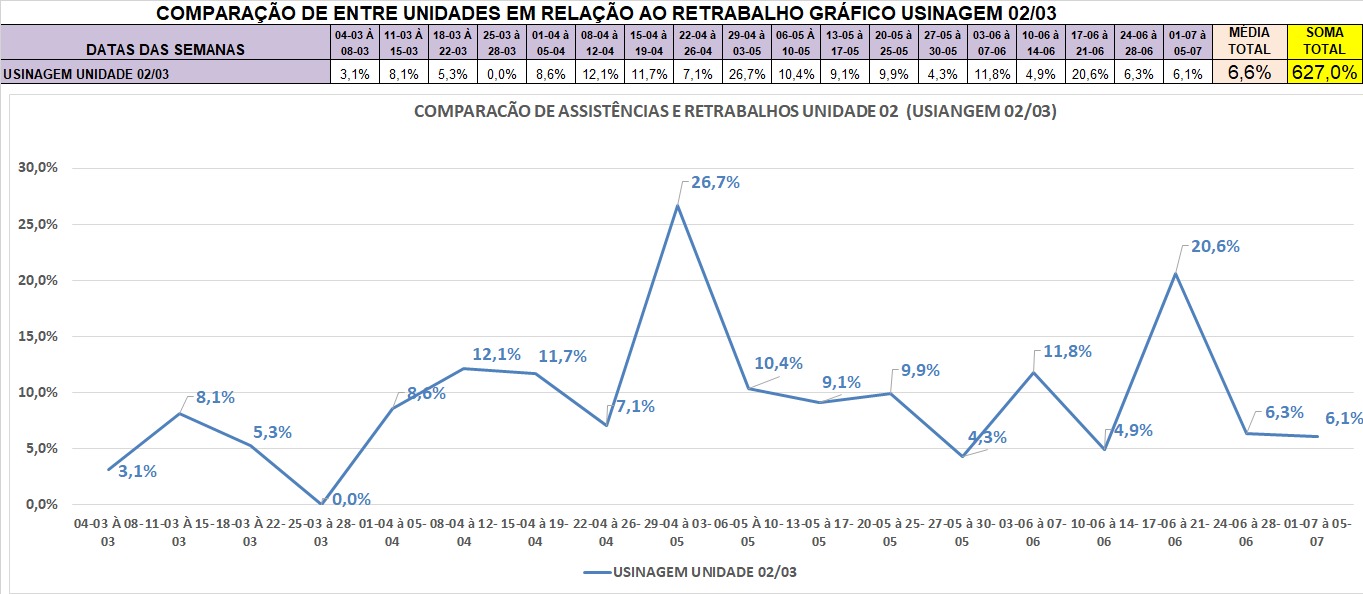 COMPARAÇÃO DE ENTRE UNIDADES EM RELAÇÃO AO RETRABALHO GRÁFICO USINAGEM 02/03
DATAS DAS SEMANAS 04-03 À 08-03 11-03 À 15-03 18-03 À 22-03 25-03 à 28-03 01-04 à 05-04 08-04 à 12-04 15-04 à 19-04 22-04 à 26-04 29-04 à 03-05 06-05 À 10-05 13-05 à 17-05 20-05 à 25-05 27-05 à 30-05 03-06 à 07-06 10-06 à 14-06 17-06 à 21-06 24-06 à 28-06 01-07 à 05-07 MÉDIA TOTAL SOMA TOTAL
USINAGEM UNIDADE 02/03 3,1% 8,1% 5,3% 0,0% 8,6% 12,1% 11,7% 7,1% 26,7% 10,4% 9,1% 9,9% 4,3% 11,8% 4,9% 20,6% 6,3% 6,1% 6,6% 627,0%
COMPARACÃO DE ASSISTÊNCIAS E RETRABALHOS UNIDADE 02 (USIANGEM 02/03)
30,0%
25,0%
20,0%
15,0%
10,0%
5,0%
0,0%
3,1%
8,1%
5,3%
0,0%
8,6%
12,1%
11,7%
7,1%
26,7%
10,4%
9,1%
9,9%
4,3%
11,8%
4,9%
20,6%
6,3%
6,1%
04-03 À 08-03
11-03 À 15-03
18-03 À 22-03
25-03 à 28-03
01-04 à 05-04
08-04 à 12-04
15-04 à 19-04
22-04 à 26-04
29-04 à 03-05
06-05 À 10-05
13-05 à 17-05
20-05 à 25-05
27-05 à 30-05
03-06 à 07-06
10-06 à 14-06
17-06 à 21-06
24-06 à 28-06
01-07 à 05-07
USINAGEM UNIDADE 02/03